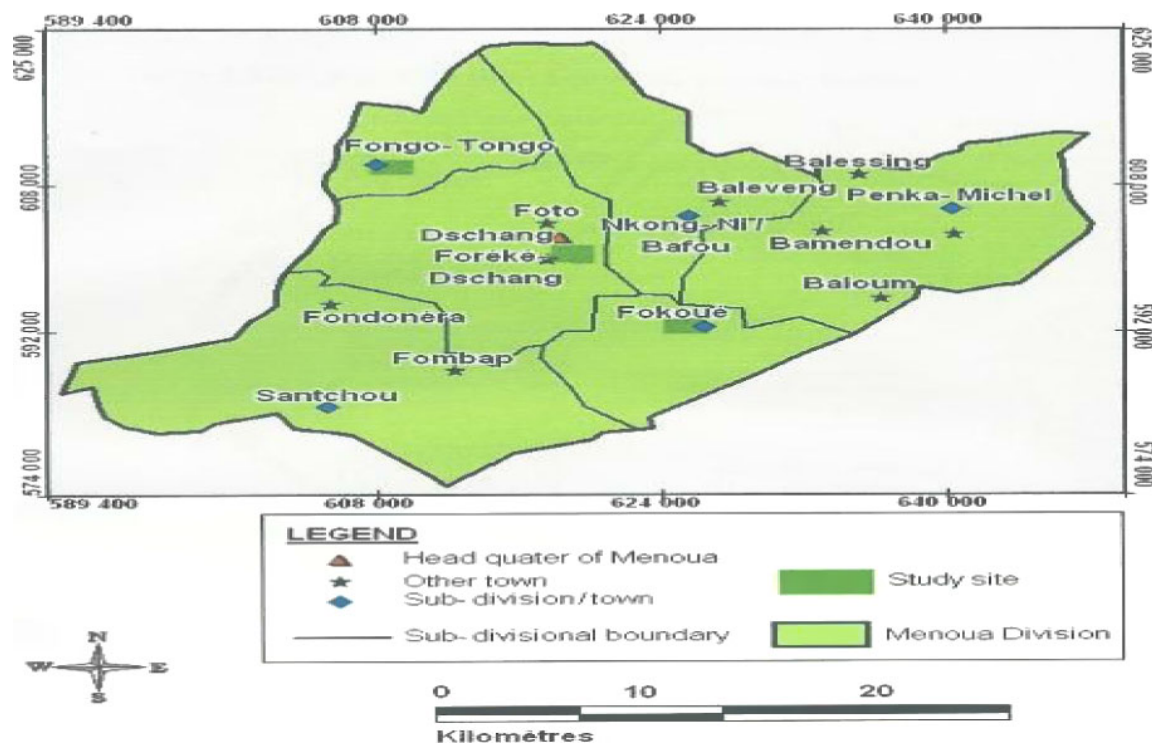 589 400
608 000
624 000
640 000
625 000
625 000
Fongo-Tongo
Balessing
608 000
608 000
Baleveng
Penka-Michel
Foto
Nkong-Ni'/
Dschang
Bafou
Bamendou
Foréké
Dschang
Baloum
Fondonéra
Fokoué
592 000
592 000
Fombap
Santchou
574 000
574 000
589 400
608 000
624 000
640 000
LEGEND
Head quater of Menoua
Other town
Sub-division/town
Sub-divisional boundary
Study site
Menoua Division
N
W
E
S
0
10
20
Kilométres